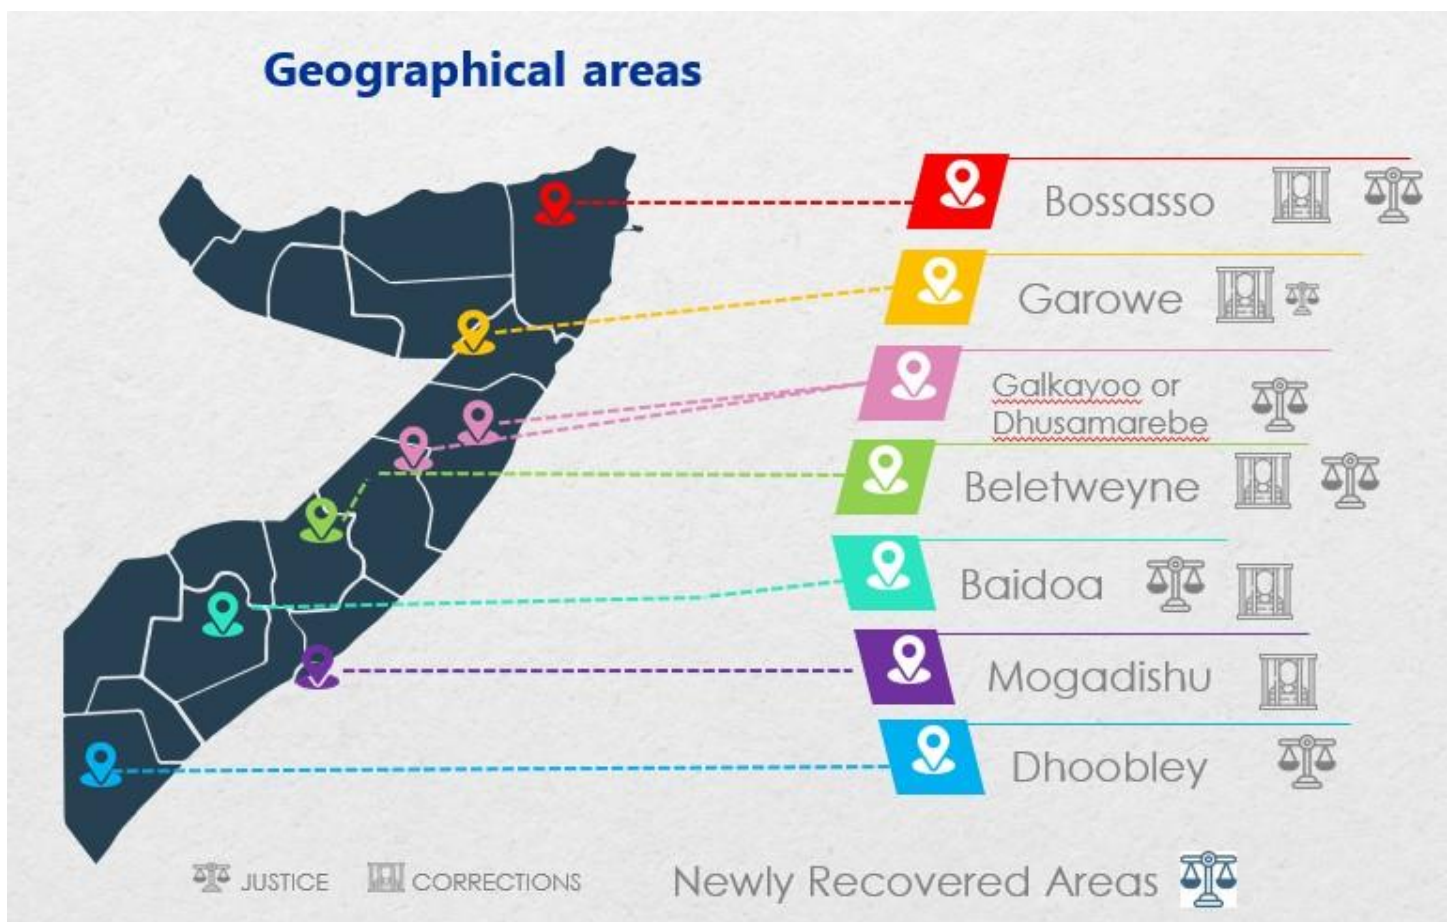 Geographical areas
Bossasso
Garowe
Galkayoo or
Dhusamarebe
Beletweyne
Baidoa
Mogadishu
Dhoobley
JUSTICE
CORRECTIONS
Newly Recovered Areas